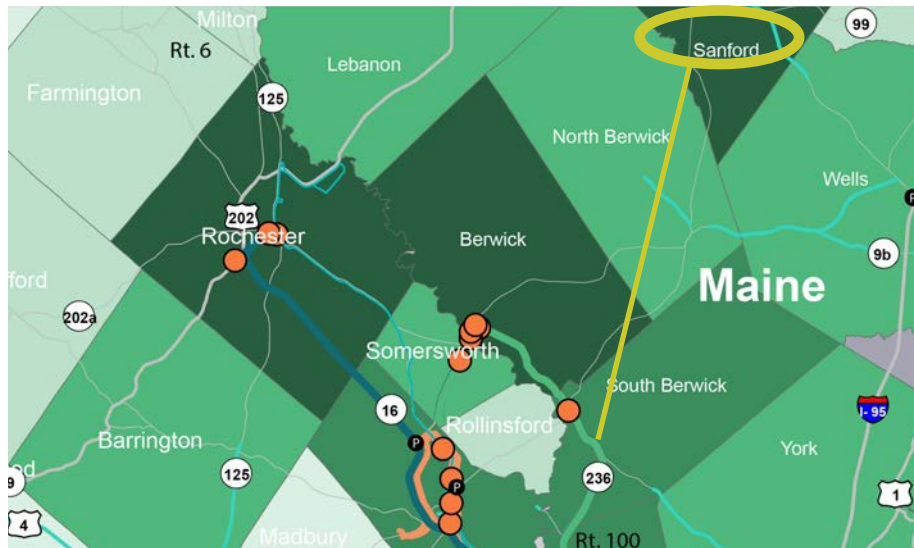 Milton
Rt. 6
99
Sanford
Lebanon
Farmington
125
North Berwick
Wells
P
202
Rochester
Berwick
9b
Maine
202a
Somersworth
South Berwick
16
I-95
Rollinsford
Barrington
P
York
125
236
P
9
1
4
Madbury
Rt. 100